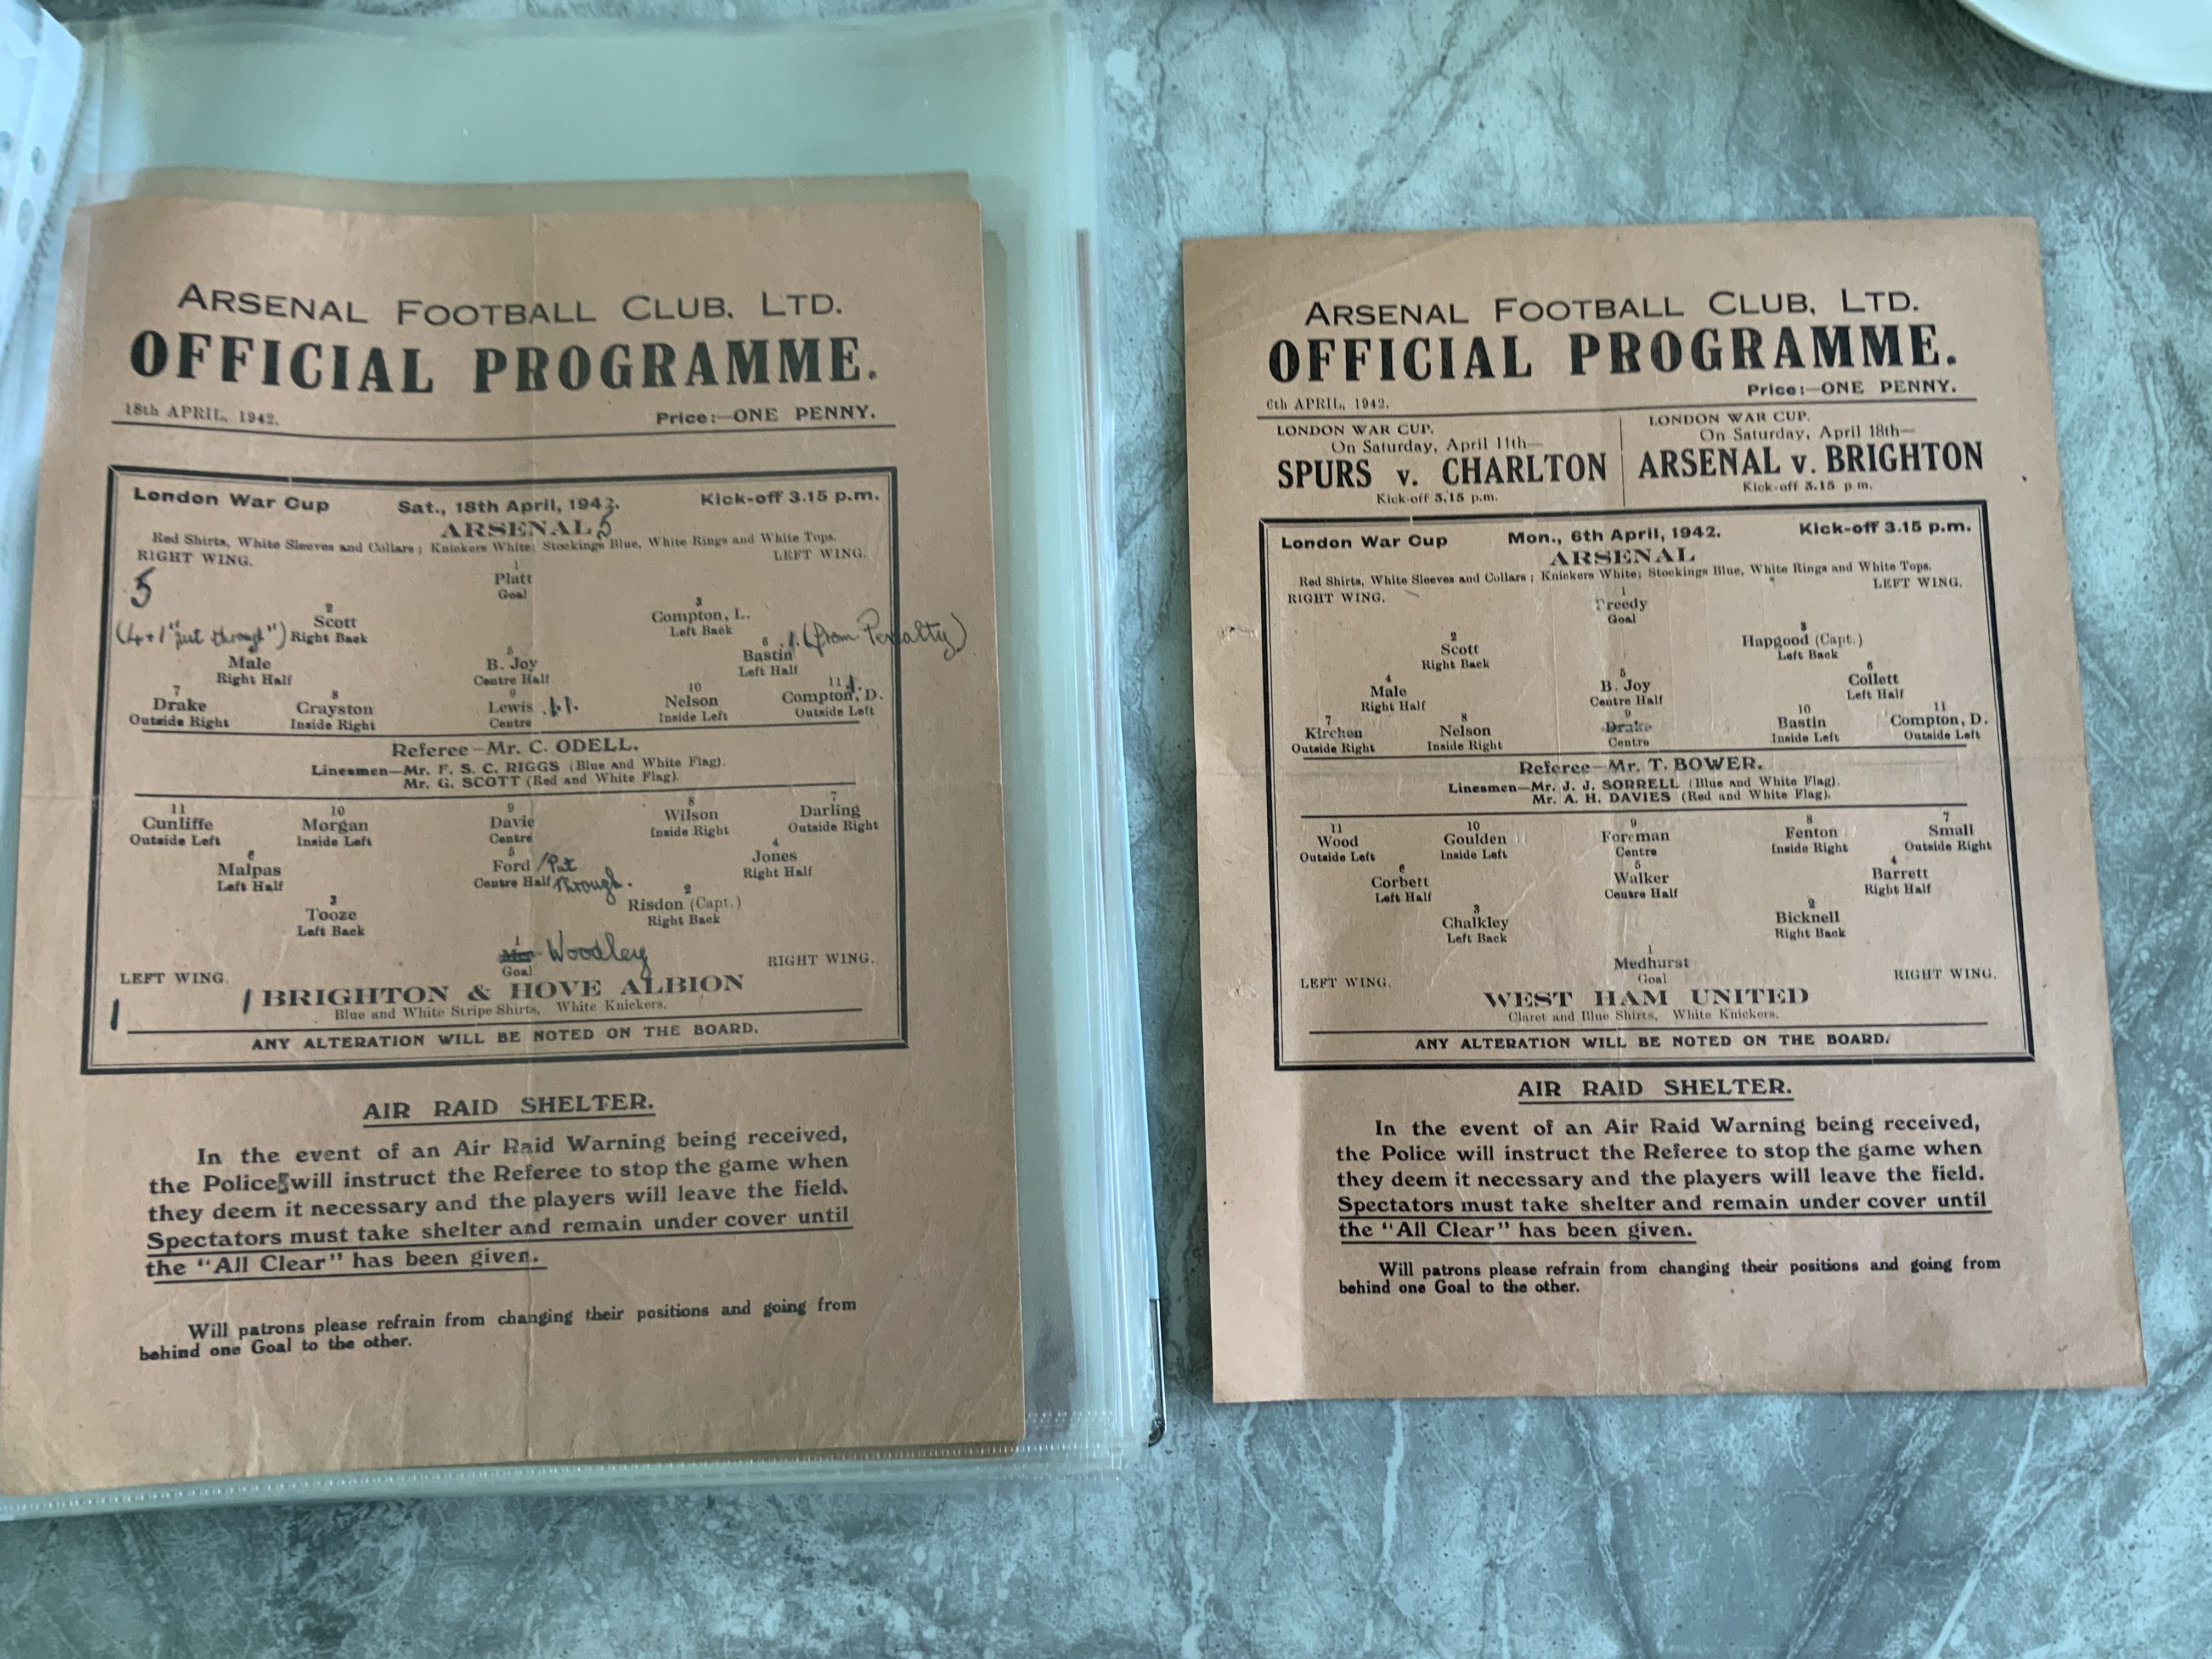 ARSENAL FOOTBALL CLUB, LTD.
OFFICIAL PROGRAMME.
18th APRIL, 1942. Price:—ONE PENNY.
London War Cup Sat., 18th April, 1942. Kick-off 3.15 p.m.
ARSENAL 5
Red Shirts, White Sleeves and Collars; Knickers White; Stockings Blue, White Rings and White Tops.
RIGHT WING. LEFT WING.
5
1
Platt
Goal
2 3
(4+1 "put through") Scott Compton, L.
Right Back Left Back
4 5 6 1. (from Penalty)
Male B. Joy Bastin
Right Half Centre Half Left Half
7 8 9 10 11 1.
Drake Crayston Lewis .1.1. Nelson Compton, D.
Outside Right Inside Right Centre Inside Left Outside Left
Referee—Mr. C. ODELL.
Linesmen—Mr. F. S. C. RIGGS (Blue and White Flag).
Mr. G. SCOTT (Red and White Flag).
11 10 9 8 7
Cunliffe Morgan Davie Wilson Darling
Outside Left Inside Left Centre Inside Right Outside Right
6 5 4
Malpas Ford 1 Put Through. Jones
Left Half Centre Half Right Half
3 2
Tooze Risdon (Capt.)
Left Back Right Back
1
Woodley
Goal
LEFT WING. RIGHT WING.
1 1 BRIGHTON & HOVE ALBION
Blue and White Stripe Shirts, White Knickers.
ANY ALTERATION WILL BE NOTED ON THE BOARD.
AIR RAID SHELTER.
In the event of an Air Raid Warning being received,
the Police will instruct the Referee to stop the game when
they deem it necessary and the players will leave the field.
Spectators must take shelter and remain under cover until
the "All Clear" has been given.
Will patrons please refrain from changing their positions and going from
behind one Goal to the other.
ARSENAL FOOTBALL CLUB, LTD.
OFFICIAL PROGRAMME.
Price:—ONE PENNY.
6th APRIL, 1942.
LONDON WAR CUP.
On Saturday, April 11th—
SPURS v. CHARLTON
Kick-off 3.15 p.m.
LONDON WAR CUP.
On Saturday, April 18th—
ARSENAL v. BRIGHTON
Kick-off 3.15 p.m.
London War Cup Mon., 6th April, 1942. Kick-off 3.15 p.m.
ARSENAL
Red Shirts, White Sleeves and Collars; Knickers White; Stockings Blue, White Rings and White Tops.
RIGHT WING. LEFT WING.
1
Preedy
Goal
2 3
Scott Hapgood (Capt.)
Right Back Left Back
4 5 6
Male B. Joy Collett
Right Half Centre Half Left Half
7 8 9 10 11
Kirchen Nelson Drake Bastin Compton, D.
Outside Right Inside Right Centre Inside Left Outside Left
Referee—Mr. T. BOWER.
Linesmen—Mr. J. J. SORRELL (Blue and White Flag).
Mr. A. H. DAVIES (Red and White Flag).
11 10 9 8 7
Wood Goulden Foreman Fenton Small
Outside Left Inside Left Centre Inside Right Outside Right
6 5 4
Corbett Walker Barrett
Left Half Centre Half Right Half
3 2
Chalkley Bicknell
Left Back Right Back
1
Medhurst
Goal
LEFT WING. RIGHT WING.
WEST HAM UNITED
Claret and Blue Shirts, White Knickers.
ANY ALTERATION WILL BE NOTED ON THE BOARD.
AIR RAID SHELTER.
In the event of an Air Raid Warning being received,
the Police will instruct the Referee to stop the game when
they deem it necessary and the players will leave the field.
Spectators must take shelter and remain under cover until
the "All Clear" has been given.
Will patrons please refrain from changing their positions and going from
behind one Goal to the other.